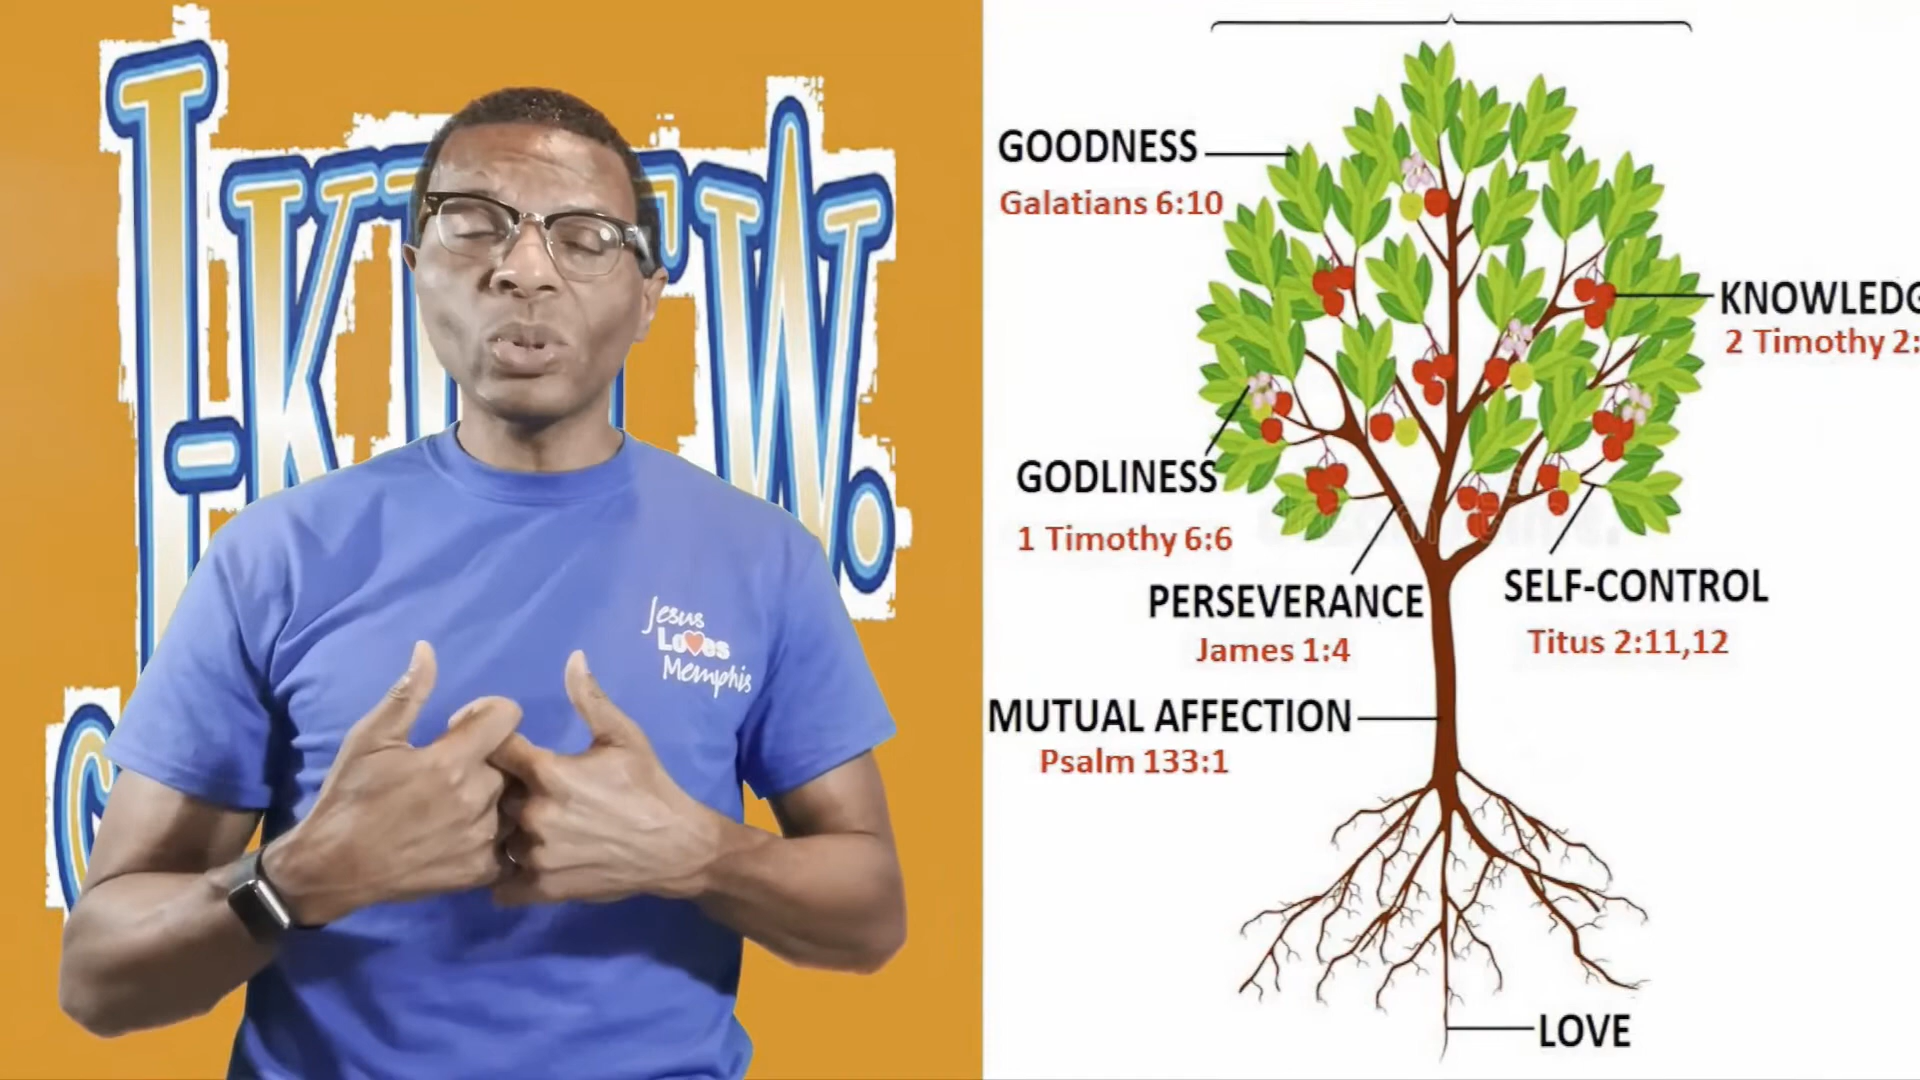 Jesus
Loves
Memphis
GOODNESS
Galatians 6:10
KNOWLEDG
2 Timothy 2:
GODLINESS
1 Timothy 6:6
PERSEVERANCE
James 1:4
SELF-CONTROL
Titus 2:11,12
MUTUAL AFFECTION
Psalm 133:1
LOVE